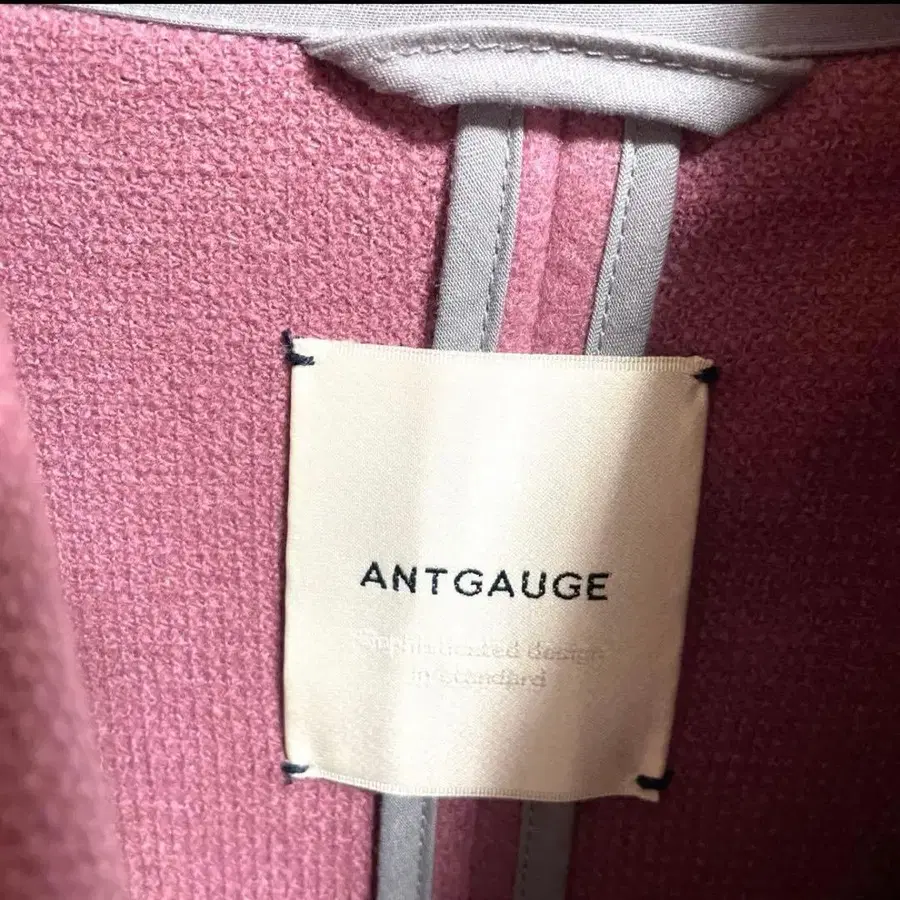 ANTGAUGE
Sophisticated design
in standard